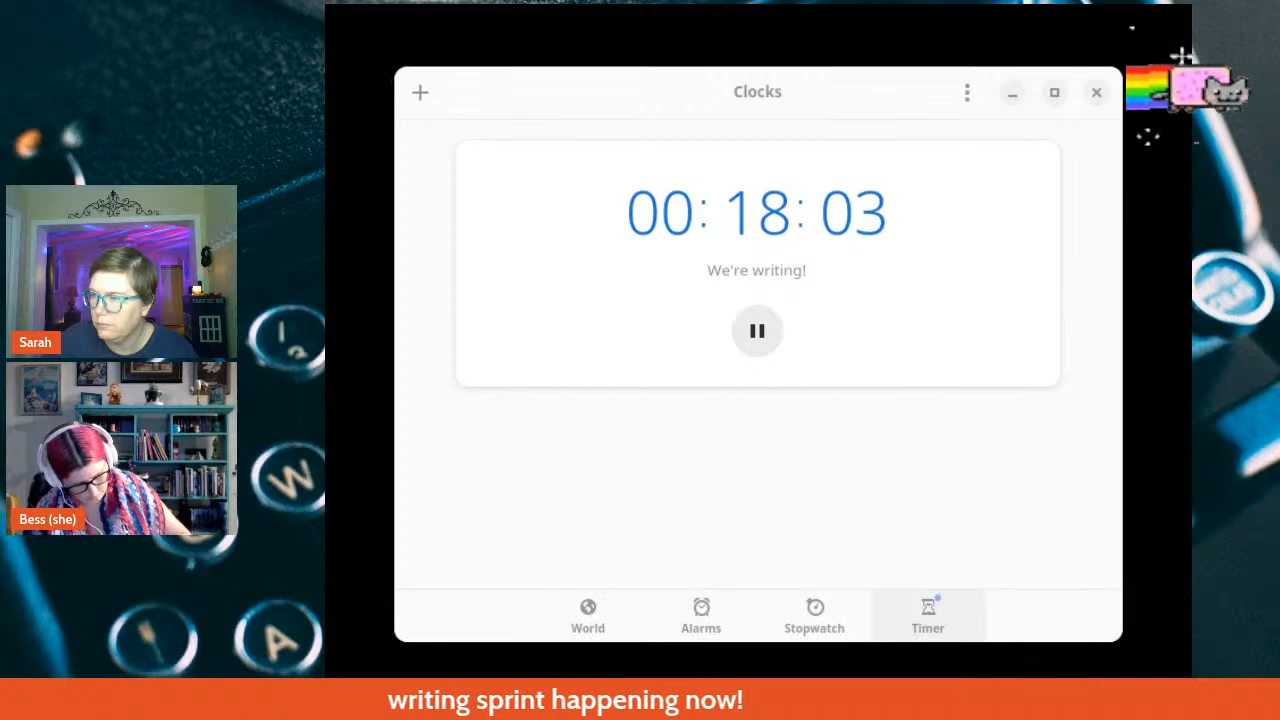 Clocks
00: 18: 03
We're writing!
World
Alarms
Stopwatch
Timer
Sarah
Bess (she)
I
W
A
writing sprint happening now!